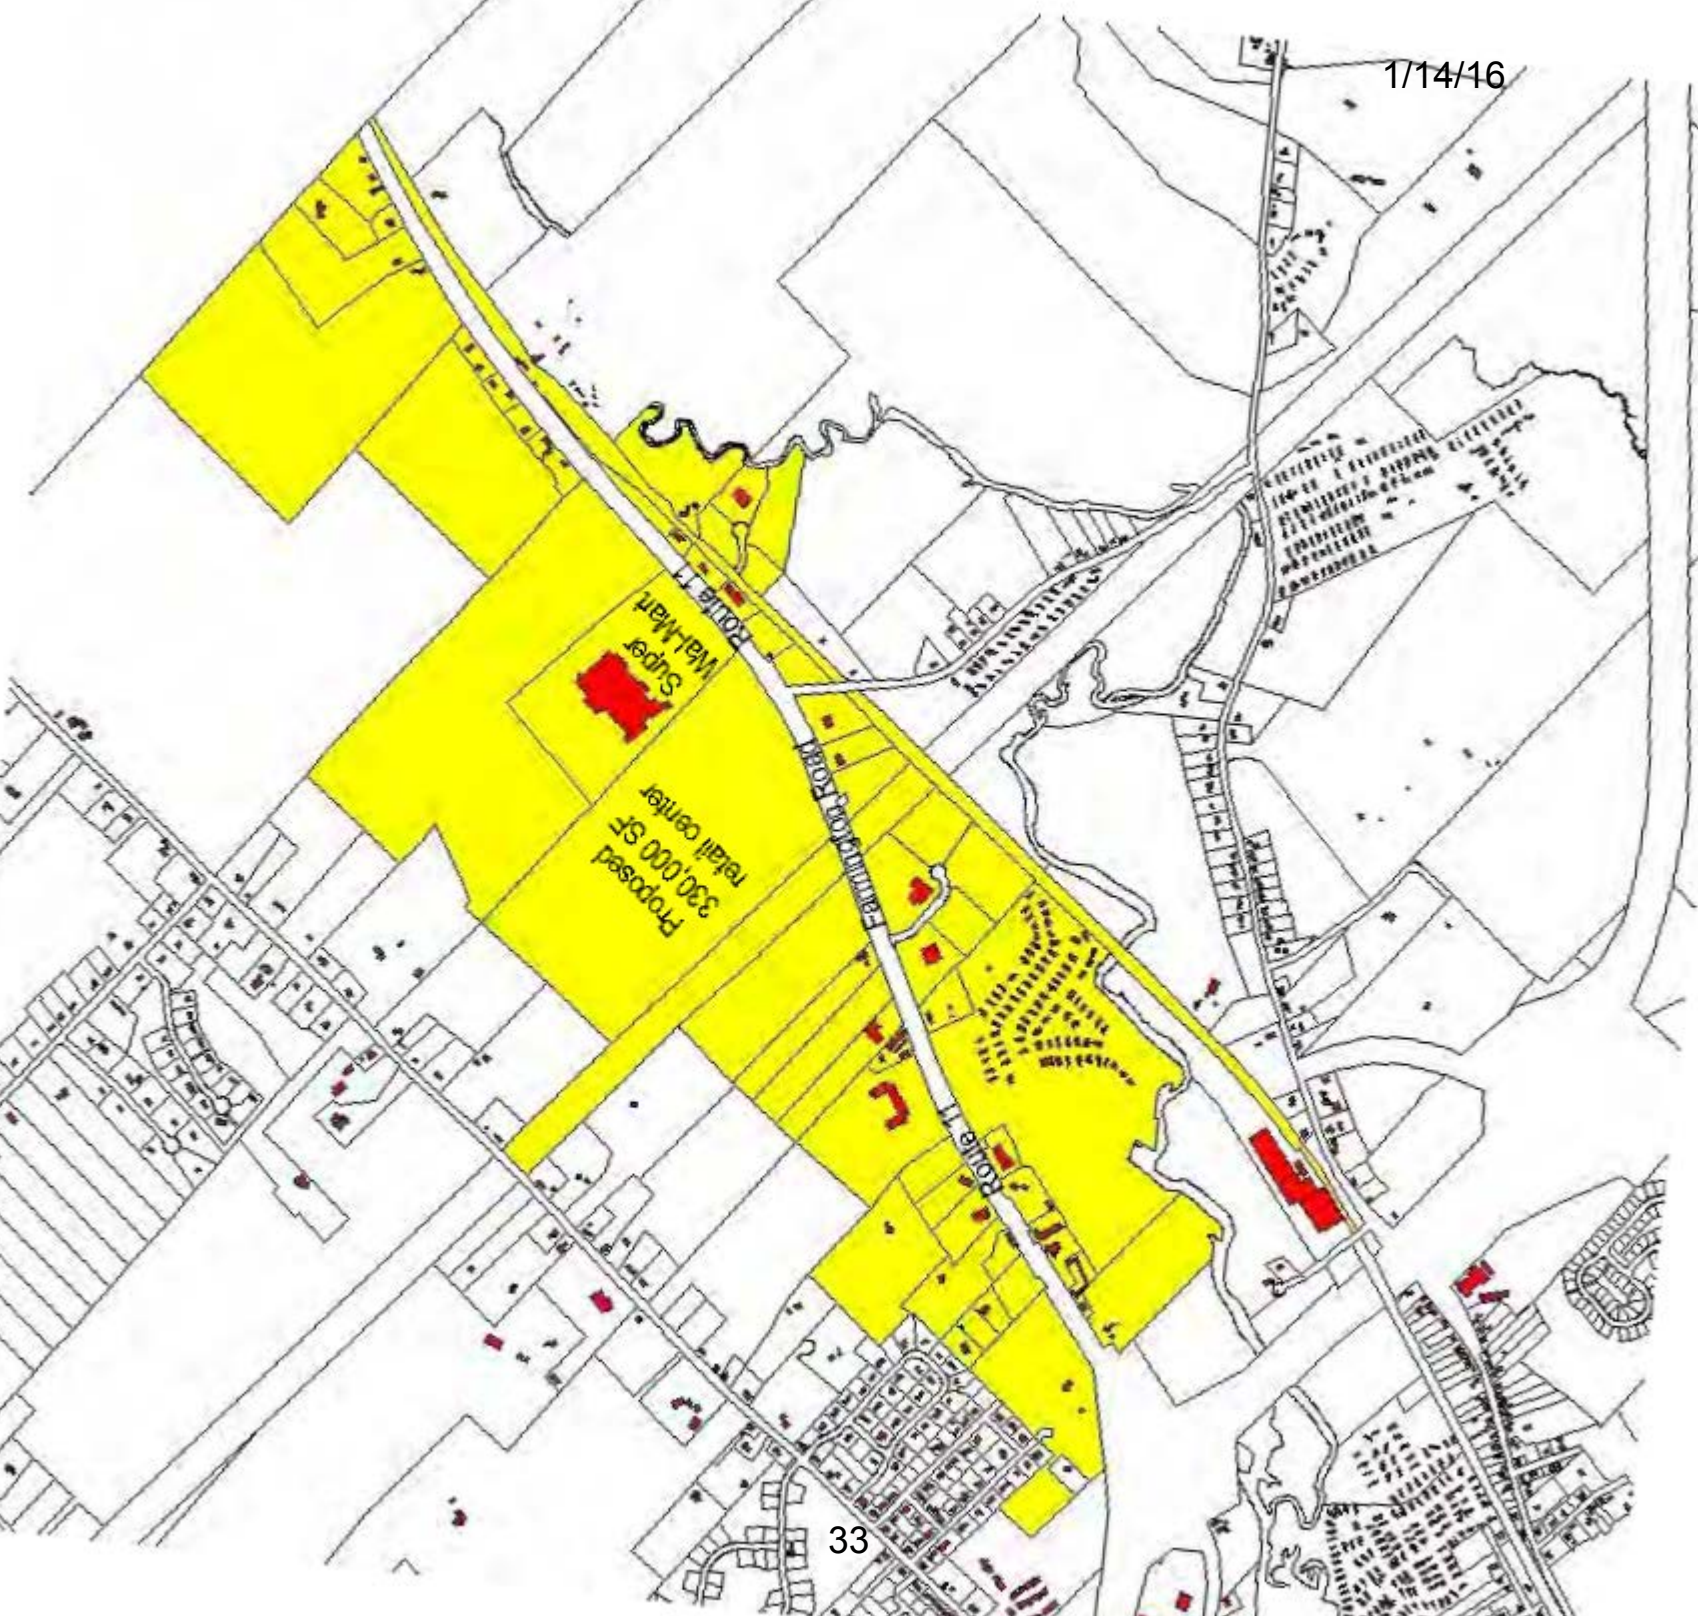 1/14/16
Route 11
Super
Wal-Mart
Farmington Road
Proposed
330,000 SF
retail center
Route 11
33